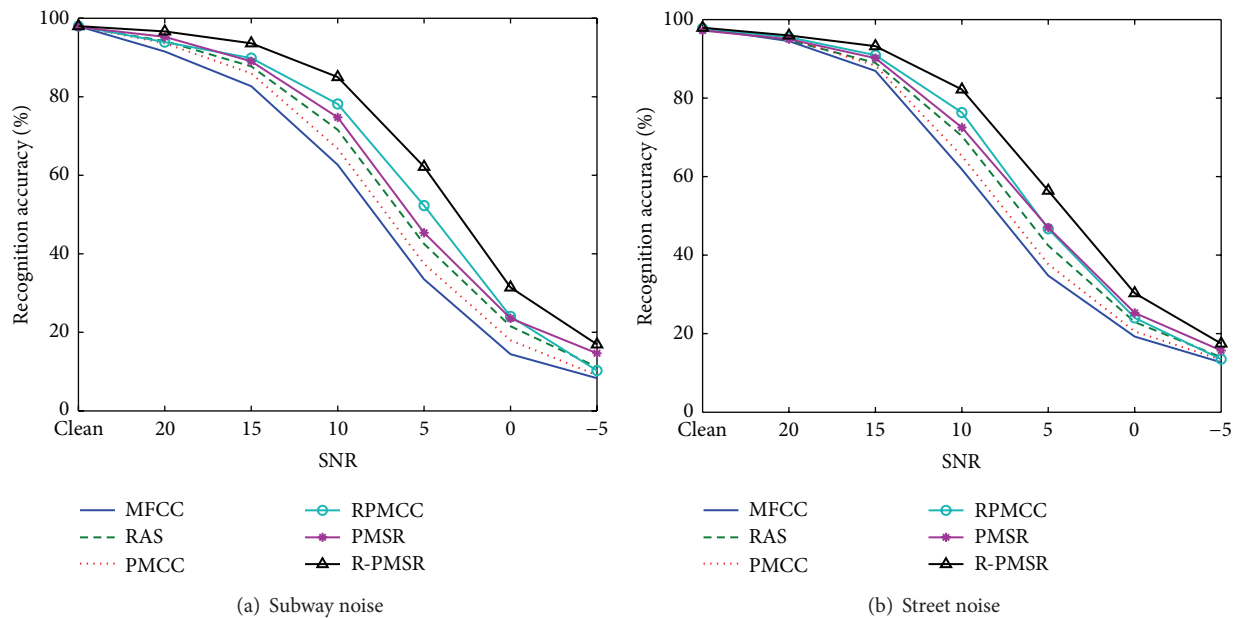 100
80
60
40
20
0
Recognition accuracy (%)
Clean 20 15 10 5 0 −5
SNR
MFCC
RAS
PMCC
RPMCC
PMSR
R-PMSR
(a) Subway noise
100
80
60
40
20
0
Recognition accuracy (%)
Clean 20 15 10 5 0 −5
SNR
MFCC
RAS
PMCC
RPMCC
PMSR
R-PMSR
(b) Street noise